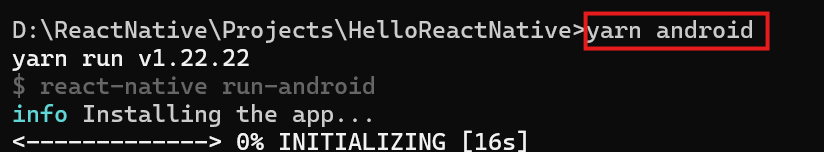 D:\ReactNative\Projects\HelloReactNative>yarn android
yarn run v1.22.22
$ react-native run-android
info Installing the app...
<-------------> 0% INITIALIZING [16s]